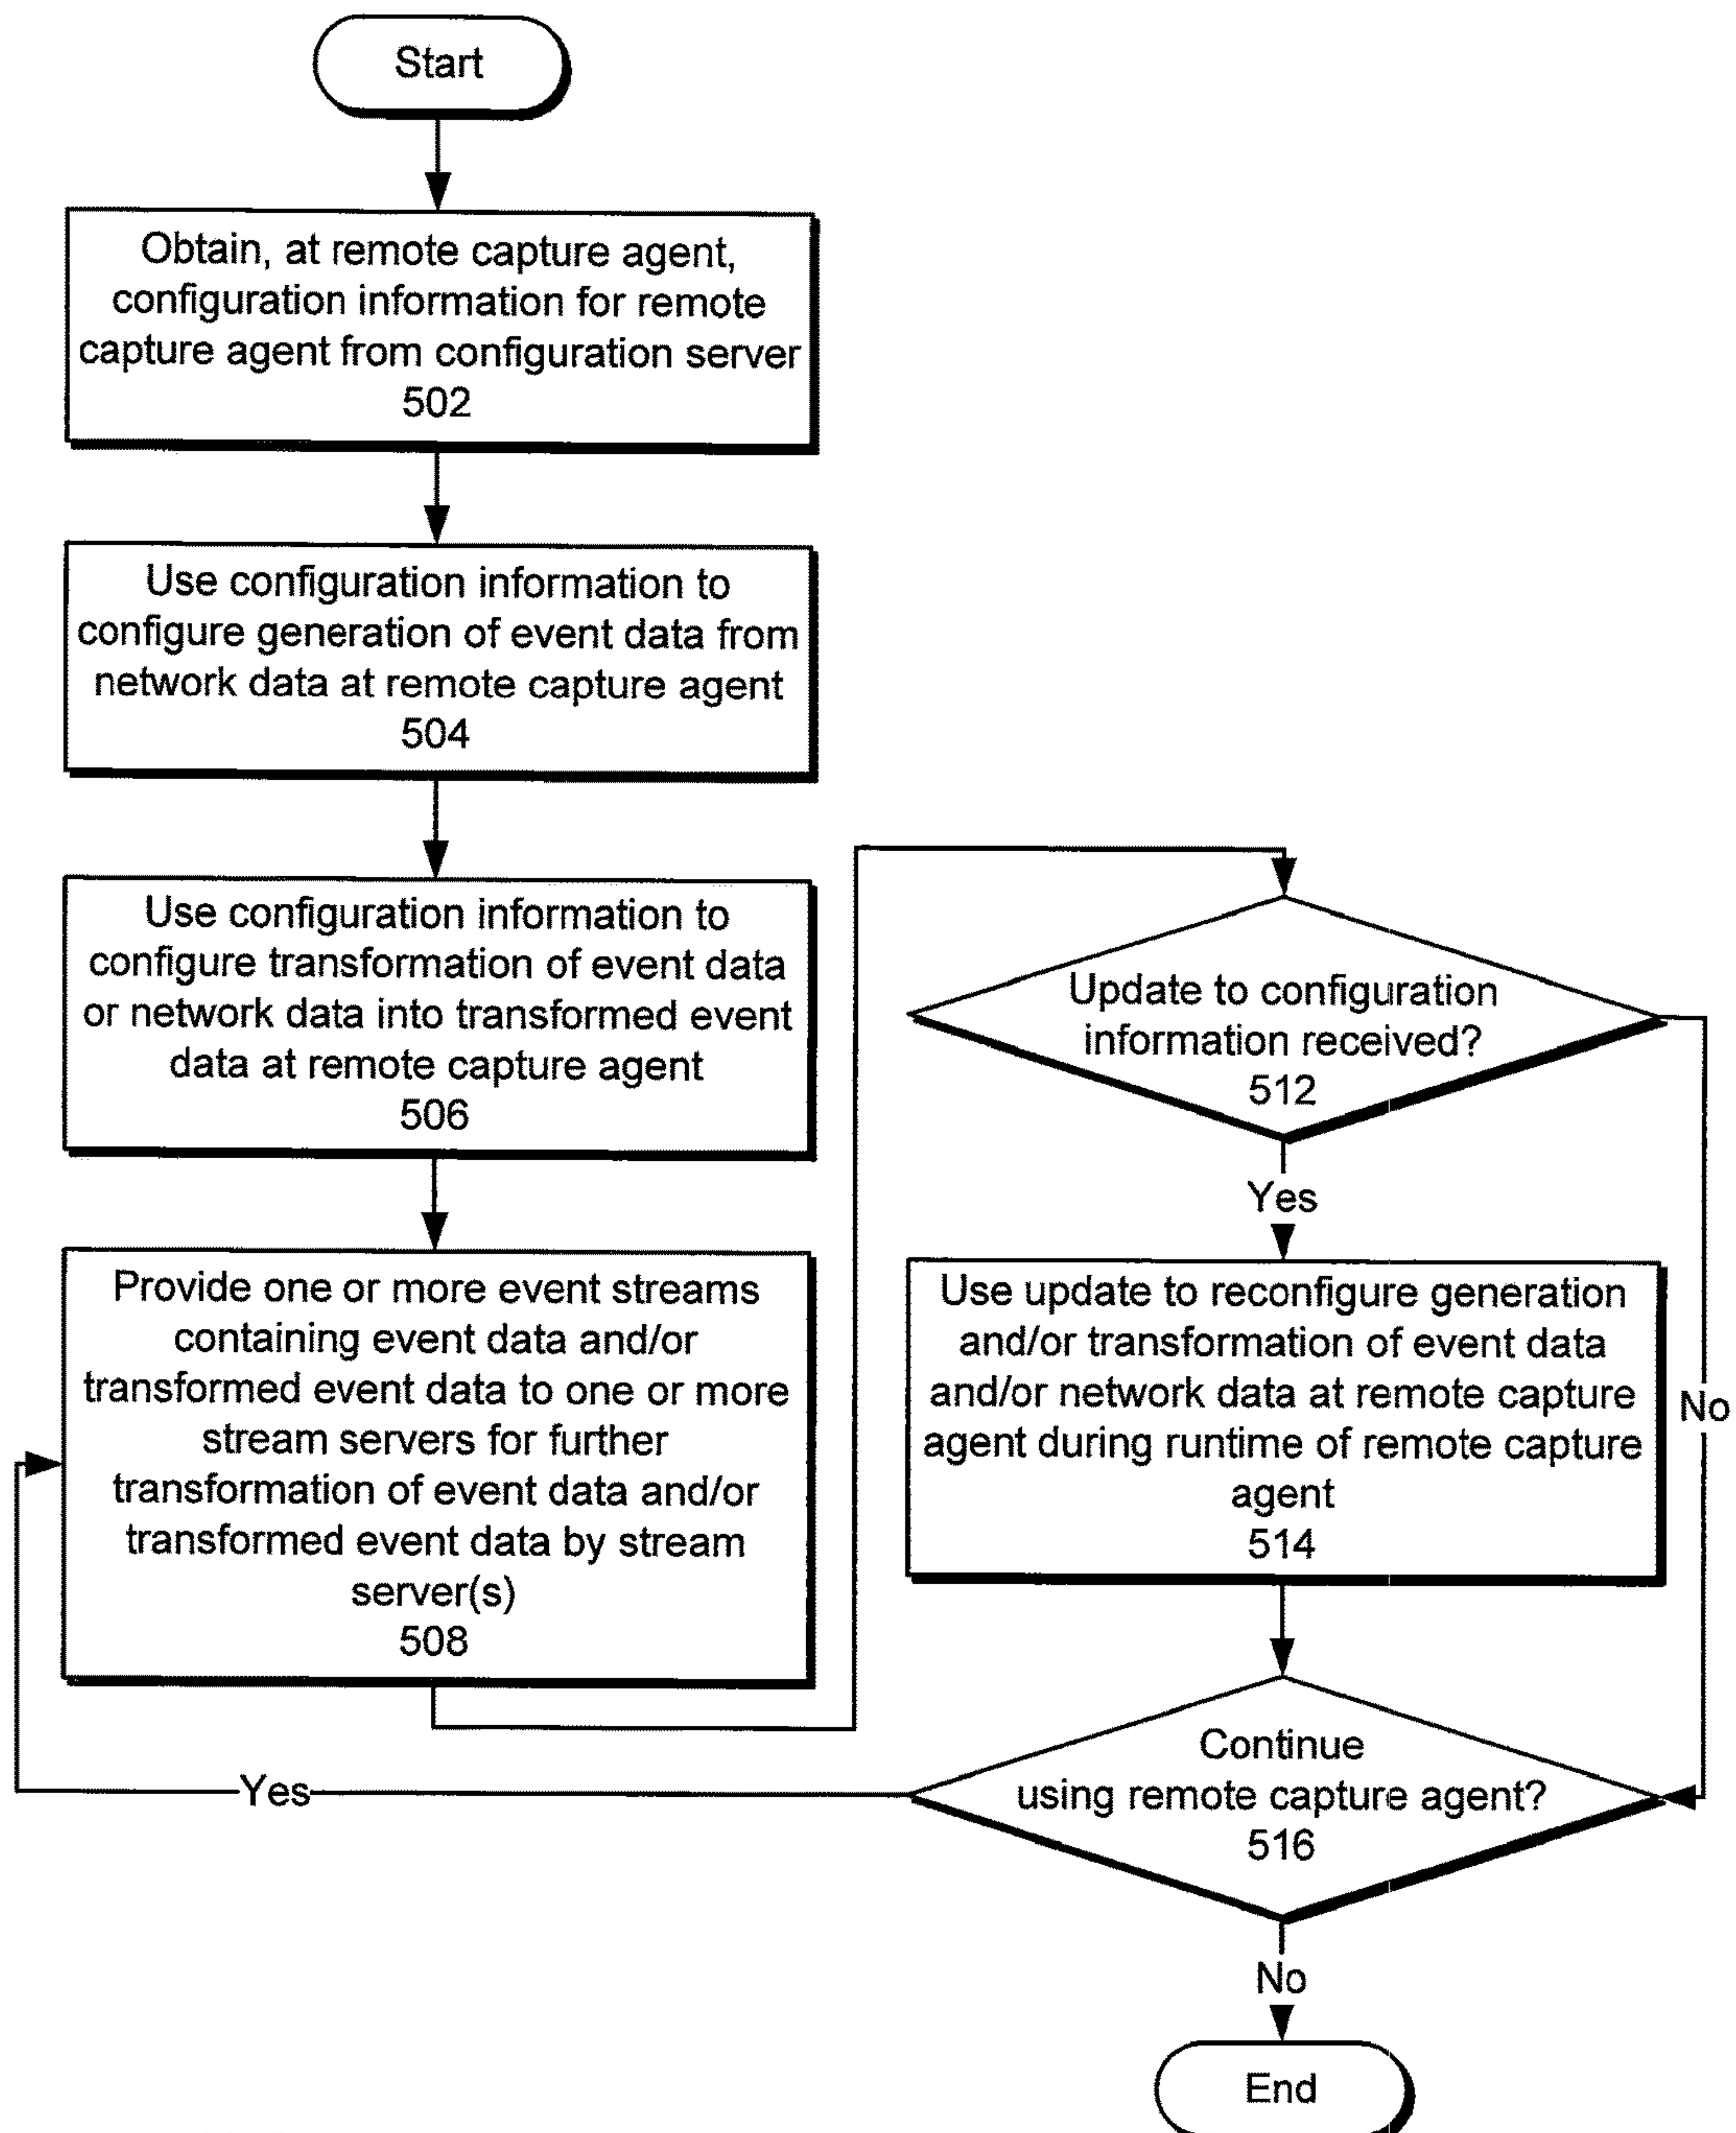 Start
Obtain, at remote capture agent,
configuration information for remote
capture agent from configuration server
502
Use configuration information to
configure generation of event data from
network data at remote capture agent
504
Use configuration information to
configure transformation of event data
or network data into transformed event
data at remote capture agent
506
Provide one or more event streams
containing event data and/or
transformed event data to one or more
stream servers for further
transformation of event data and/or
transformed event data by stream
server(s)
508
Update to configuration
information received?
512
Yes
No
Use update to reconfigure generation
and/or transformation of event data
and/or network data at remote capture
agent during runtime of remote capture
agent
514
Continue
using remote capture agent?
516
Yes
No
End